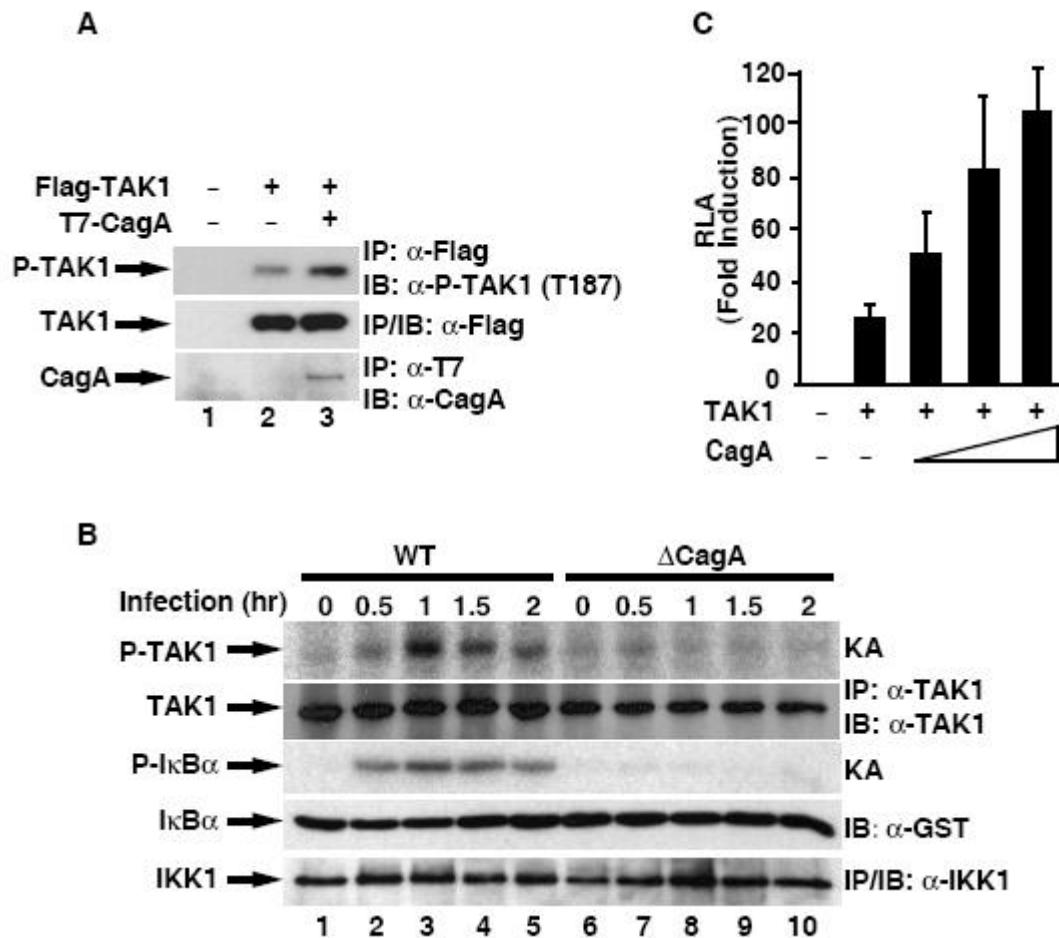 A
Flag-TAK1 – + +
T7-CagA – – +
P-TAK1
IP: α-Flag
IB: α-P-TAK1 (T187)
TAK1
IP/IB: α-Flag
CagA
IP: α-T7
IB: α-CagA
1 2 3
C
RLA
(Fold Induction)
120
100
80
60
40
20
0
TAK1 – + + + +
CagA – –
B
WT ΔCagA
Infection (hr) 0 0.5 1 1.5 2 0 0.5 1 1.5 2
P-TAK1 KA
TAK1
IP: α-TAK1
IB: α-TAK1
P-IκBα KA
IκBα IB: α-GST
IKK1 IP/IB: α-IKK1
1 2 3 4 5 6 7 8 9 10